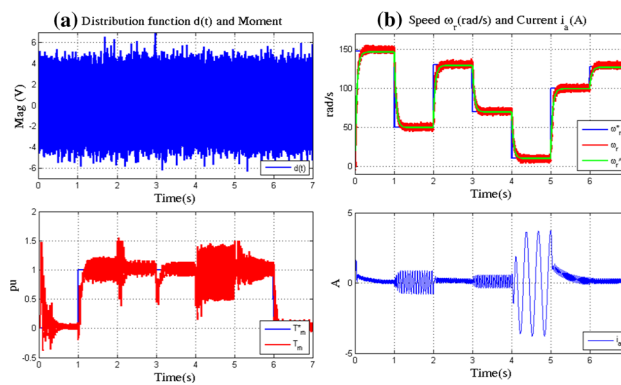 (a) Distribution function d(t) and Moment
Mag (V)
6
4
2
0
-2
-4
-6
d(t)
0 1 2 3 4 5 6 7
Time(s)
pu
2
1.5
1
0.5
0
-0.5
T*m
Tm
0 1 2 3 4 5 6 7
Time(s)
(b) Speed ωr(rad/s) and Current ia(A)
rad/s
150
100
50
0
ω*r
ωr
ωr^
0 1 2 3 4 5 6
Time(s)
A
5
0
-5
ia
0 1 2 3 4 5 6
Time(s)